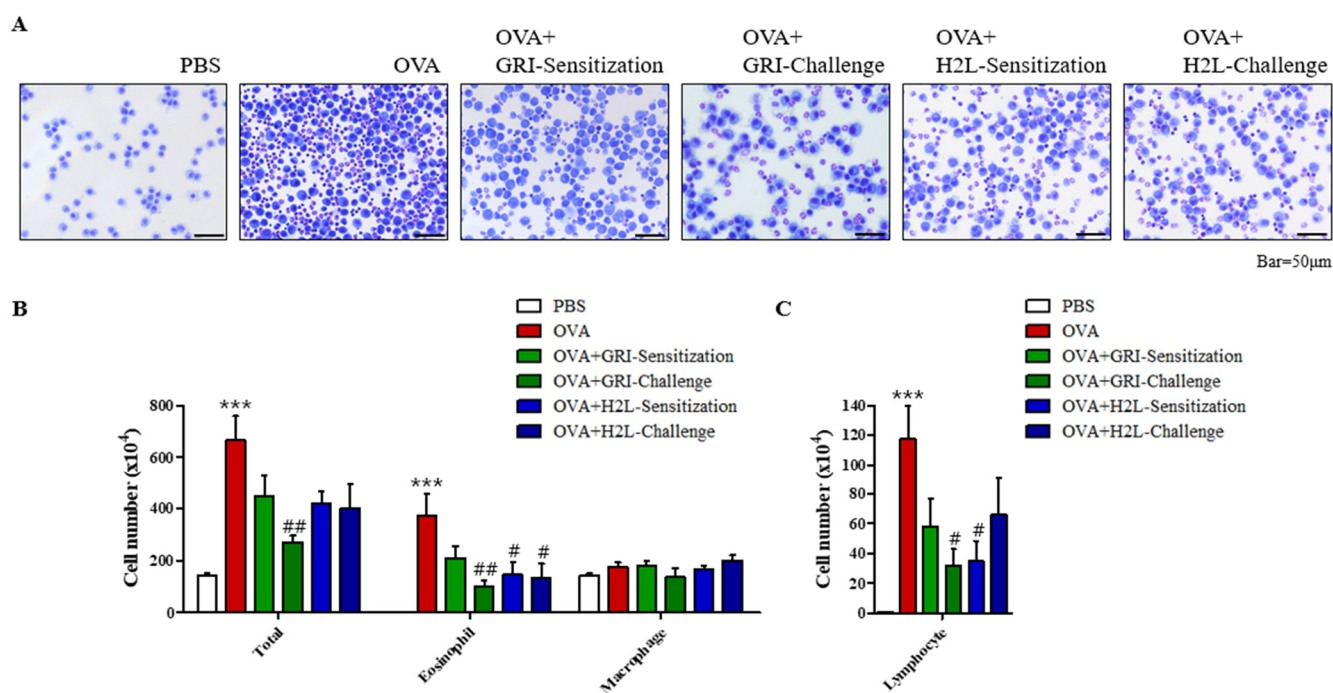 A
PBS
OVA
OVA+
GRI-Sensitization
OVA+
GRI-Challenge
OVA+
H2L-Sensitization
OVA+
H2L-Challenge
Bar=50μm
B
PBS
OVA
OVA+GRI-Sensitization
OVA+GRI-Challenge
OVA+H2L-Sensitization
OVA+H2L-Challenge
Cell number (x10⁴)
800
600
400
200
0
***
##
***
##
#
#
Total
Eosinophil
Macrophage
C
PBS
OVA
OVA+GRI-Sensitization
OVA+GRI-Challenge
OVA+H2L-Sensitization
OVA+H2L-Challenge
Cell number (x10⁴)
140
120
100
80
60
40
20
0
***
#
#
Lymphocyte